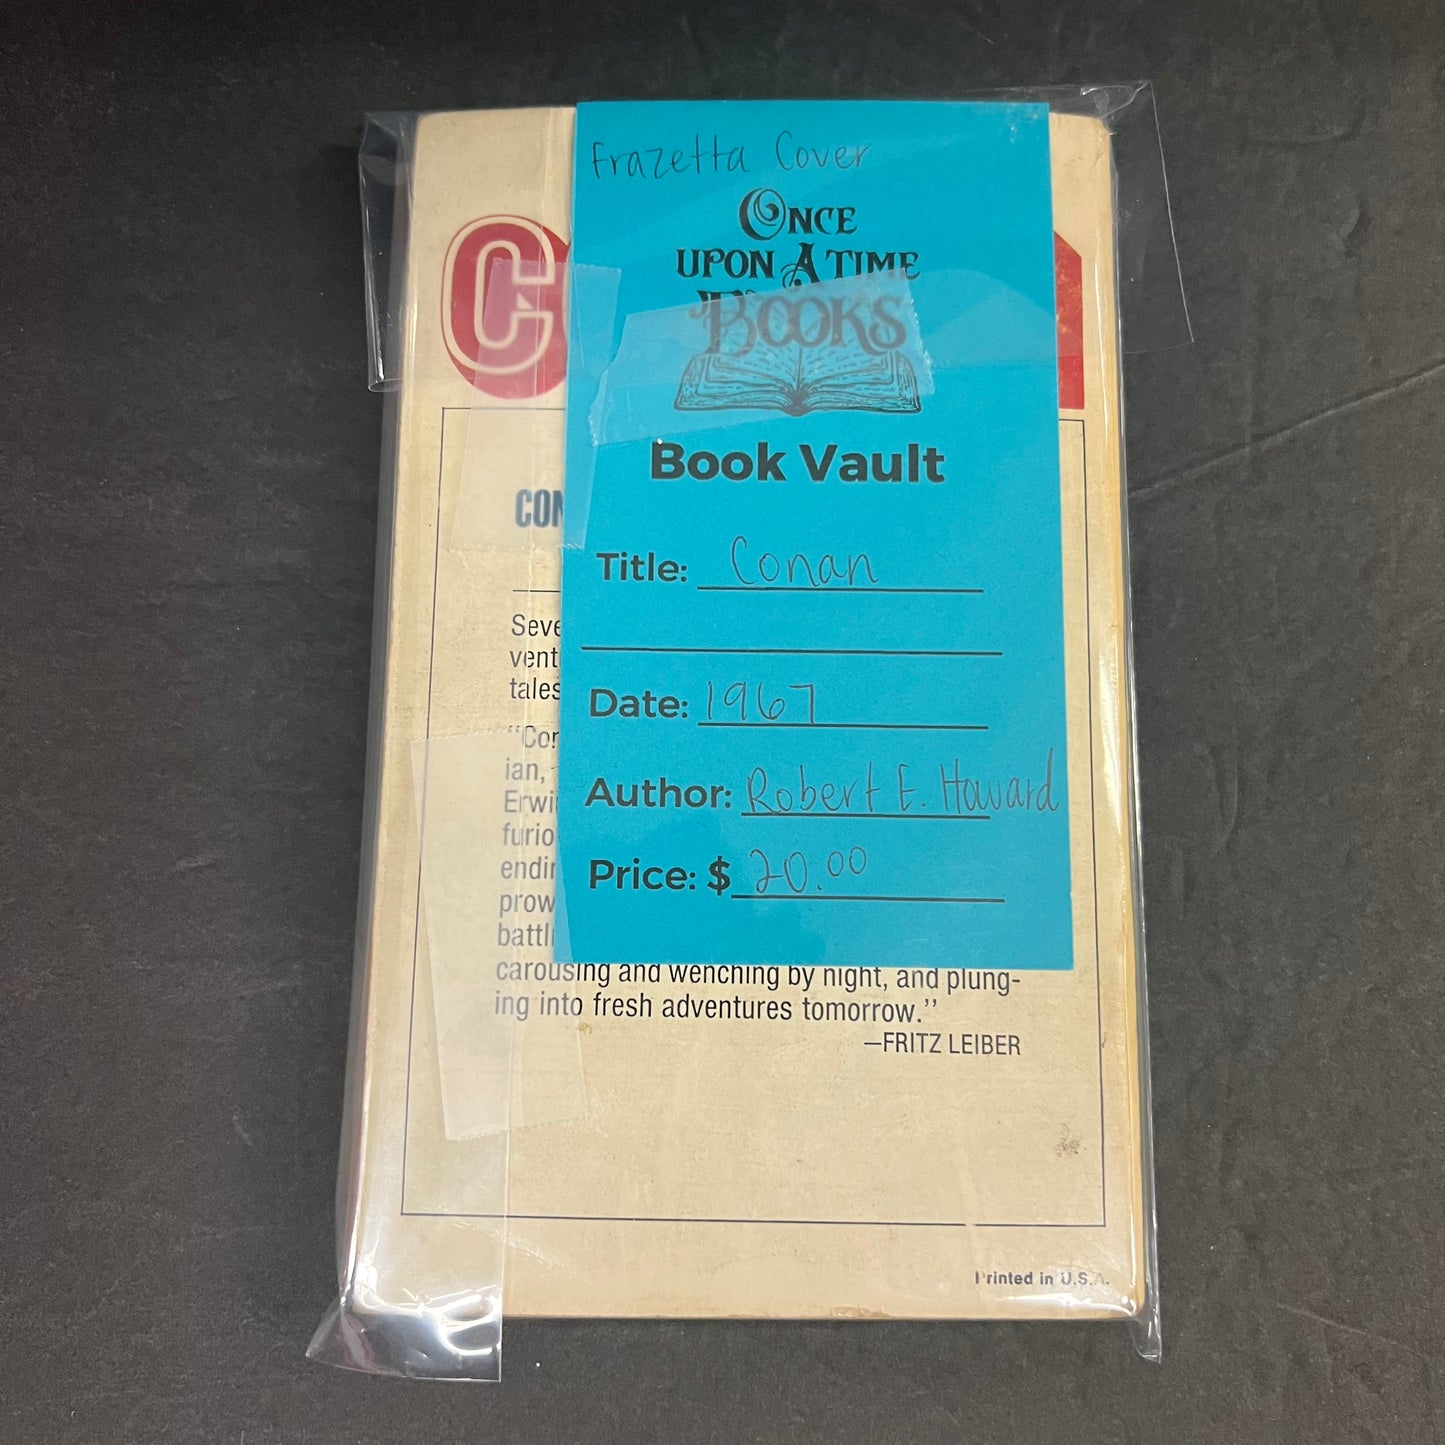 Frazetta Cover
ONCE
UPON A TIME
BOOKS
Book Vault
Title: Conan
Date: 1967
Author: Robert E. Howard
Price: $ 20.00
C
CON
Seve
vent
tales
"Con
ian,
Erwi
furio
endin
prow
battli
carousing and wenching by night, and plung-
ing into fresh adventures tomorrow."
—FRITZ LEIBER
Printed in U.S.A.